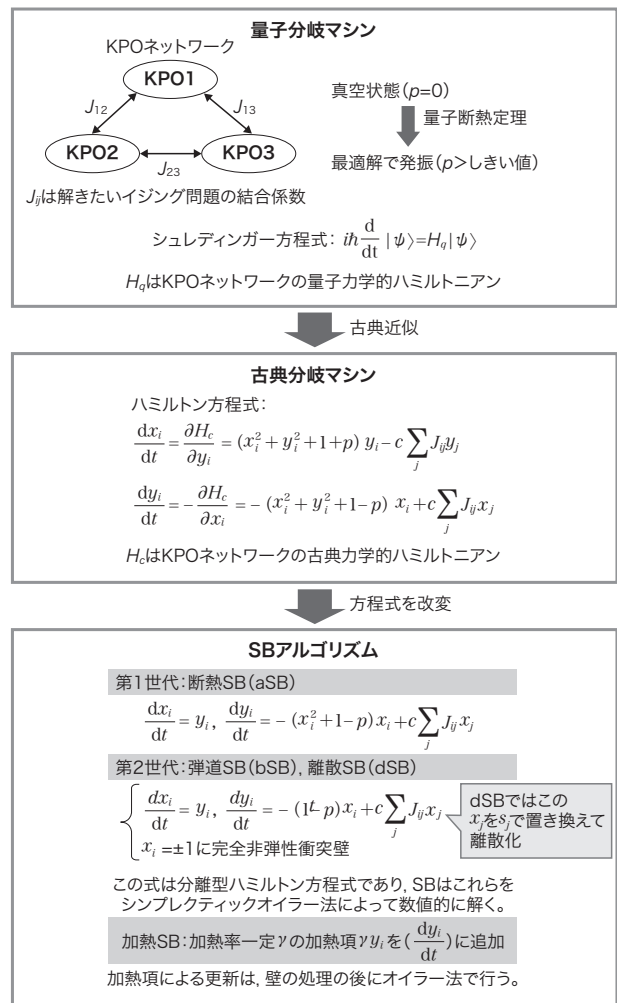 量子分岐マシン
KPOネットワーク
KPO1
J12
J13
KPO2
KPO3
J23
Jijは解きたいイジング問題の結合係数
真空状態(p=0)
量子断熱定理
最適解で発振(p>しきい値)
シュレディンガー方程式: iħ d/dt |ψ⟩=Hq|ψ⟩
HqはKPOネットワークの量子力学的ハミルトニアン
古典近似
古典分岐マシン
ハミルトン方程式:
dxi/dt = ∂Hc/∂yi = (xi²+yi²+1+p) yi−c∑j Jijyj
dyi/dt = −∂Hc/∂xi = − (xi²+yi²+1−p) xi+c∑j Jijxj
HcはKPOネットワークの古典力学的ハミルトニアン
方程式を改変
SBアルゴリズム
第1世代:断熱SB(aSB)
dxi/dt = yi, dyi/dt = − (xi²+1−p) xi+c∑j Jijxj
第2世代:弾道SB(bSB), 離散SB(dSB)
dxi/dt = yi, dyi/dt = − (1−p)xi+c∑j Jijxj
xi =±1に完全非弾性衝突壁
dSBではこの
xjをsjで置き換えて
離散化
この式は分離型ハミルトン方程式であり, SBはこれらを
シンプレクティックオイラー法によって数値的に解く。
加熱SB:加熱率一定γの加熱項γyiを(dyi/dt)に追加
加熱項による更新は, 壁の処理の後にオイラー法で行う。